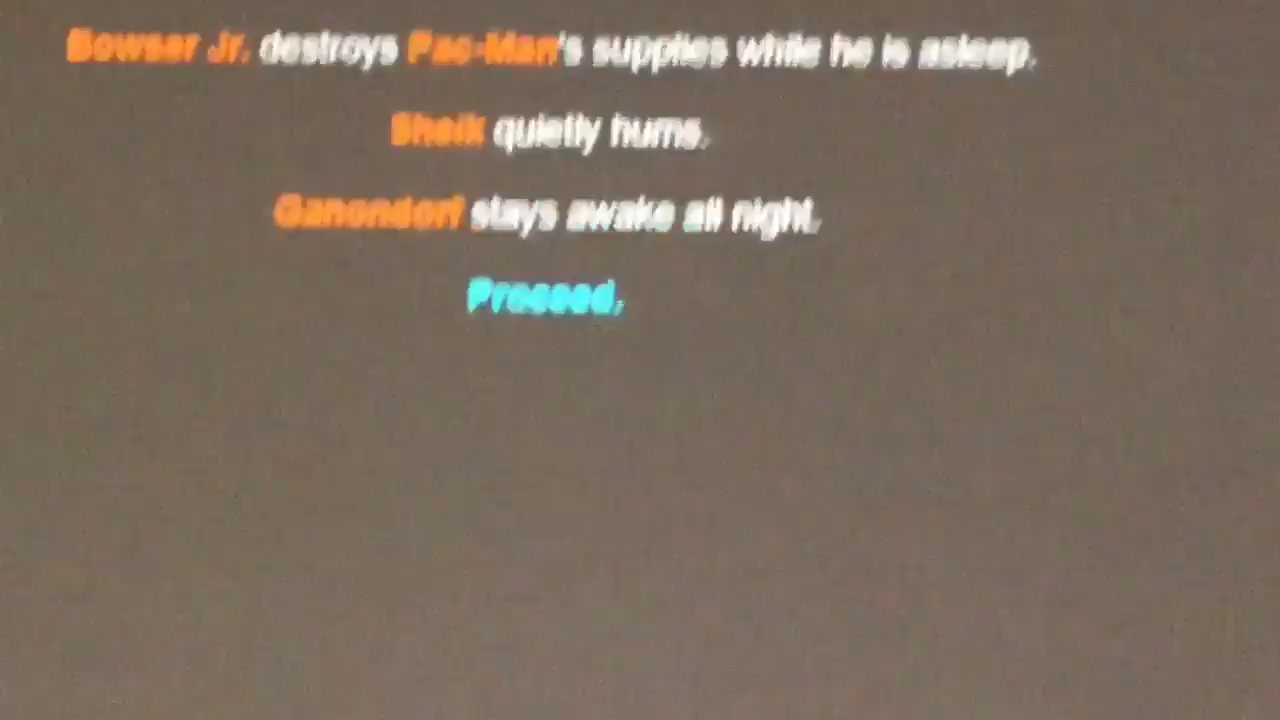 Bowser Jr. destroys Pac-Man's supplies while he is asleep.
Sheik quietly hums.
Ganondorf stays awake all night.
Proceed.